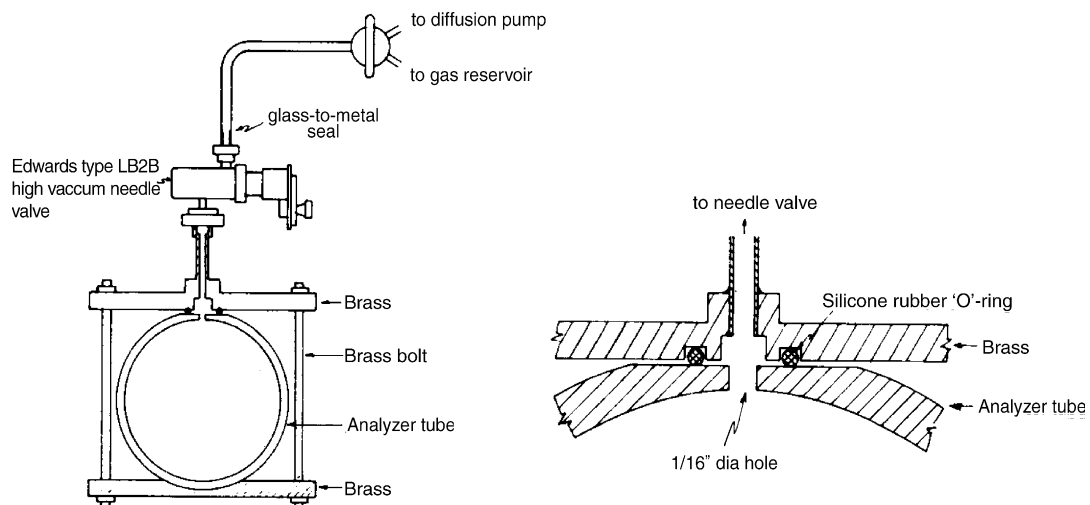 to diffusion pump
to gas reservoir
glass-to-metal
seal
Edwards type LB2B
high vaccum needle
valve
Brass
Brass bolt
Analyzer tube
Brass
to needle valve
Silicone rubber 'O'-ring
Brass
Analyzer tube
1/16" dia hole